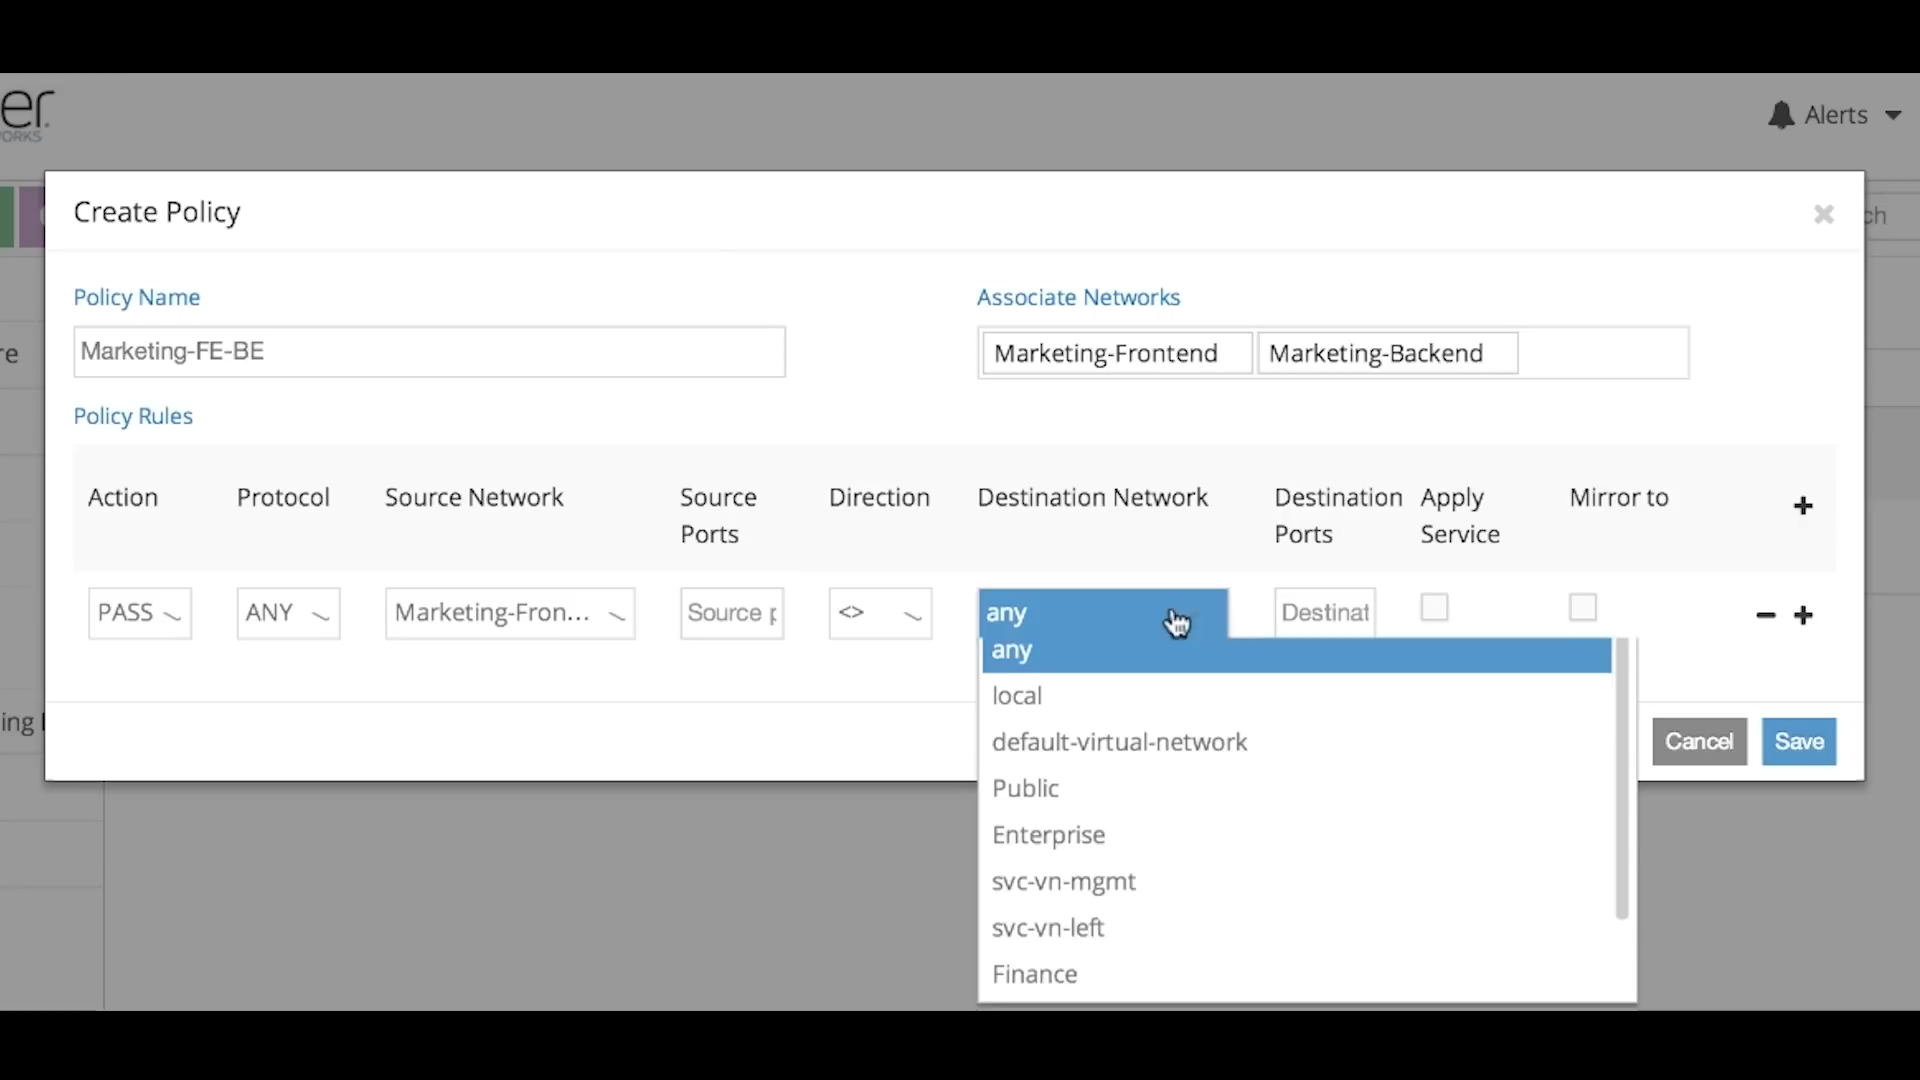 er
ORKS
Alerts
Create Policy
ch
Policy Name
Associate Networks
Marketing-FE-BE
Marketing-Frontend
Marketing-Backend
re
Policy Rules
Action
Protocol
Source Network
Source Ports
Direction
Destination Network
Destination Ports
Apply Service
Mirror to
PASS
ANY
Marketing-Fron...
Source p
<>
any
Destinat
any
local
default-virtual-network
Public
Enterprise
svc-vn-mgmt
svc-vn-left
Finance
ing
Cancel
Save